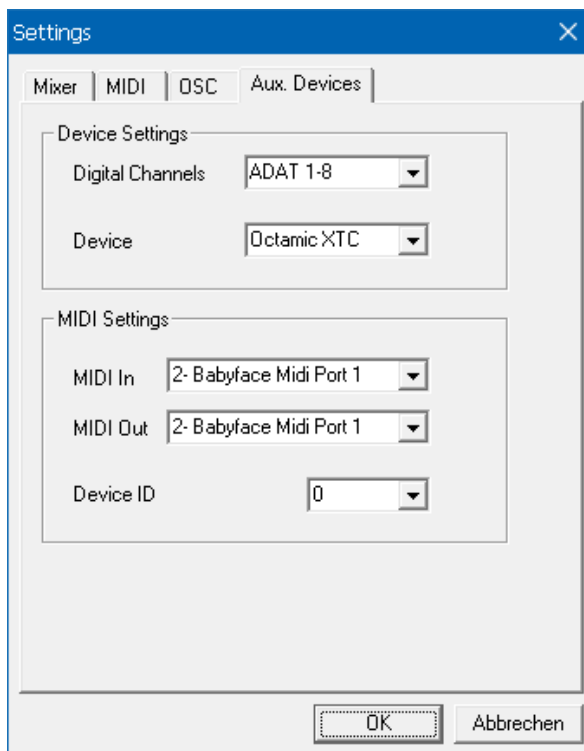 Settings
Mixer MIDI OSC Aux. Devices
Device Settings
Digital Channels ADAT 1-8
Device Octamic XTC
MIDI Settings
MIDI In 2- Babyface Midi Port 1
MIDI Out 2- Babyface Midi Port 1
Device ID 0
OK Abbrechen